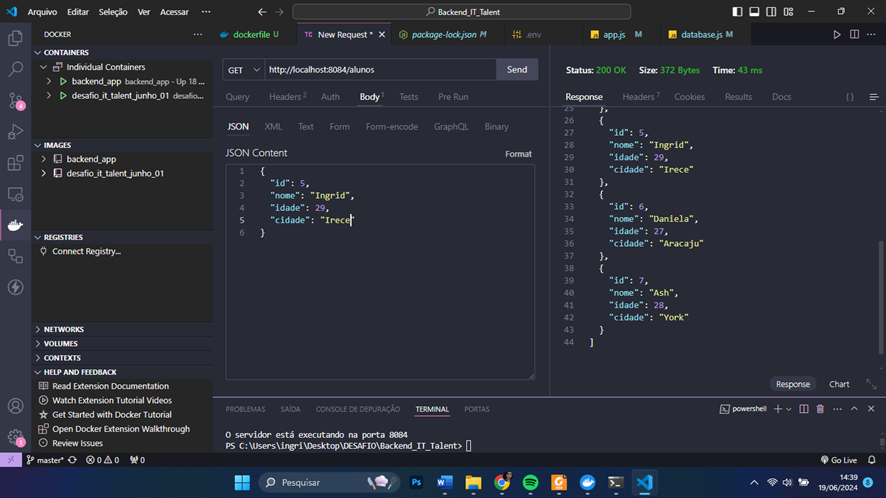 Arquivo Editar Seleção Ver Acessar ... Backend_IT_Talent
DOCKER ...
dockerfile M New Request * package-lock.json M .env app.js M database.js M ...
CONTAINERS
Individual Containers
backend_app backend_app - Up 18 ...
desafio_it_talent_junho_01 desafio...
IMAGES
backend_app
desafio_it_talent_junho_01
REGISTRIES
Connect Registry...
NETWORKS
VOLUMES
CONTEXTS
HELP AND FEEDBACK
Read Extension Documentation
Watch Extension Tutorial Videos
Get Started with Docker Tutorial
Open Docker Extension Walkthrough
Review Issues
4
1
GET http://localhost:8084/alunos Send
Query Headers 2 Auth Body 1 Tests Pre Run
JSON XML Text Form Form-encode GraphQL Binary
JSON Content Format
1 {
2 "id": 5,
3 "nome": "Ingrid",
4 "idade": 29,
5 "cidade": "Irece"
6 }
Status: 200 OK Size: 372 Bytes Time: 43 ms
Response Headers 7 Cookies Results Docs { }
25 },
26 {
27 "id": 5,
28 "nome": "Ingrid",
29 "idade": 29,
30 "cidade": "Irece"
31 },
32 {
33 "id": 6,
34 "nome": "Daniela",
35 "idade": 27,
36 "cidade": "Aracaju"
37 },
38 {
39 "id": 7,
40 "nome": "Ash",
41 "idade": 28,
42 "cidade": "York"
43 }
44 ]
Response Chart
PROBLEMAS SAÍDA CONSOLE DE DEPURAÇÃO TERMINAL PORTAS powershell ...
O servidor está executando na porta 8084
PS C:\Users\ingri\Desktop\DESAFIO\Backend_IT_Talent>
master* 0 0 0 Go Live
Pesquisar Ps 14:39
19/06/2024 8